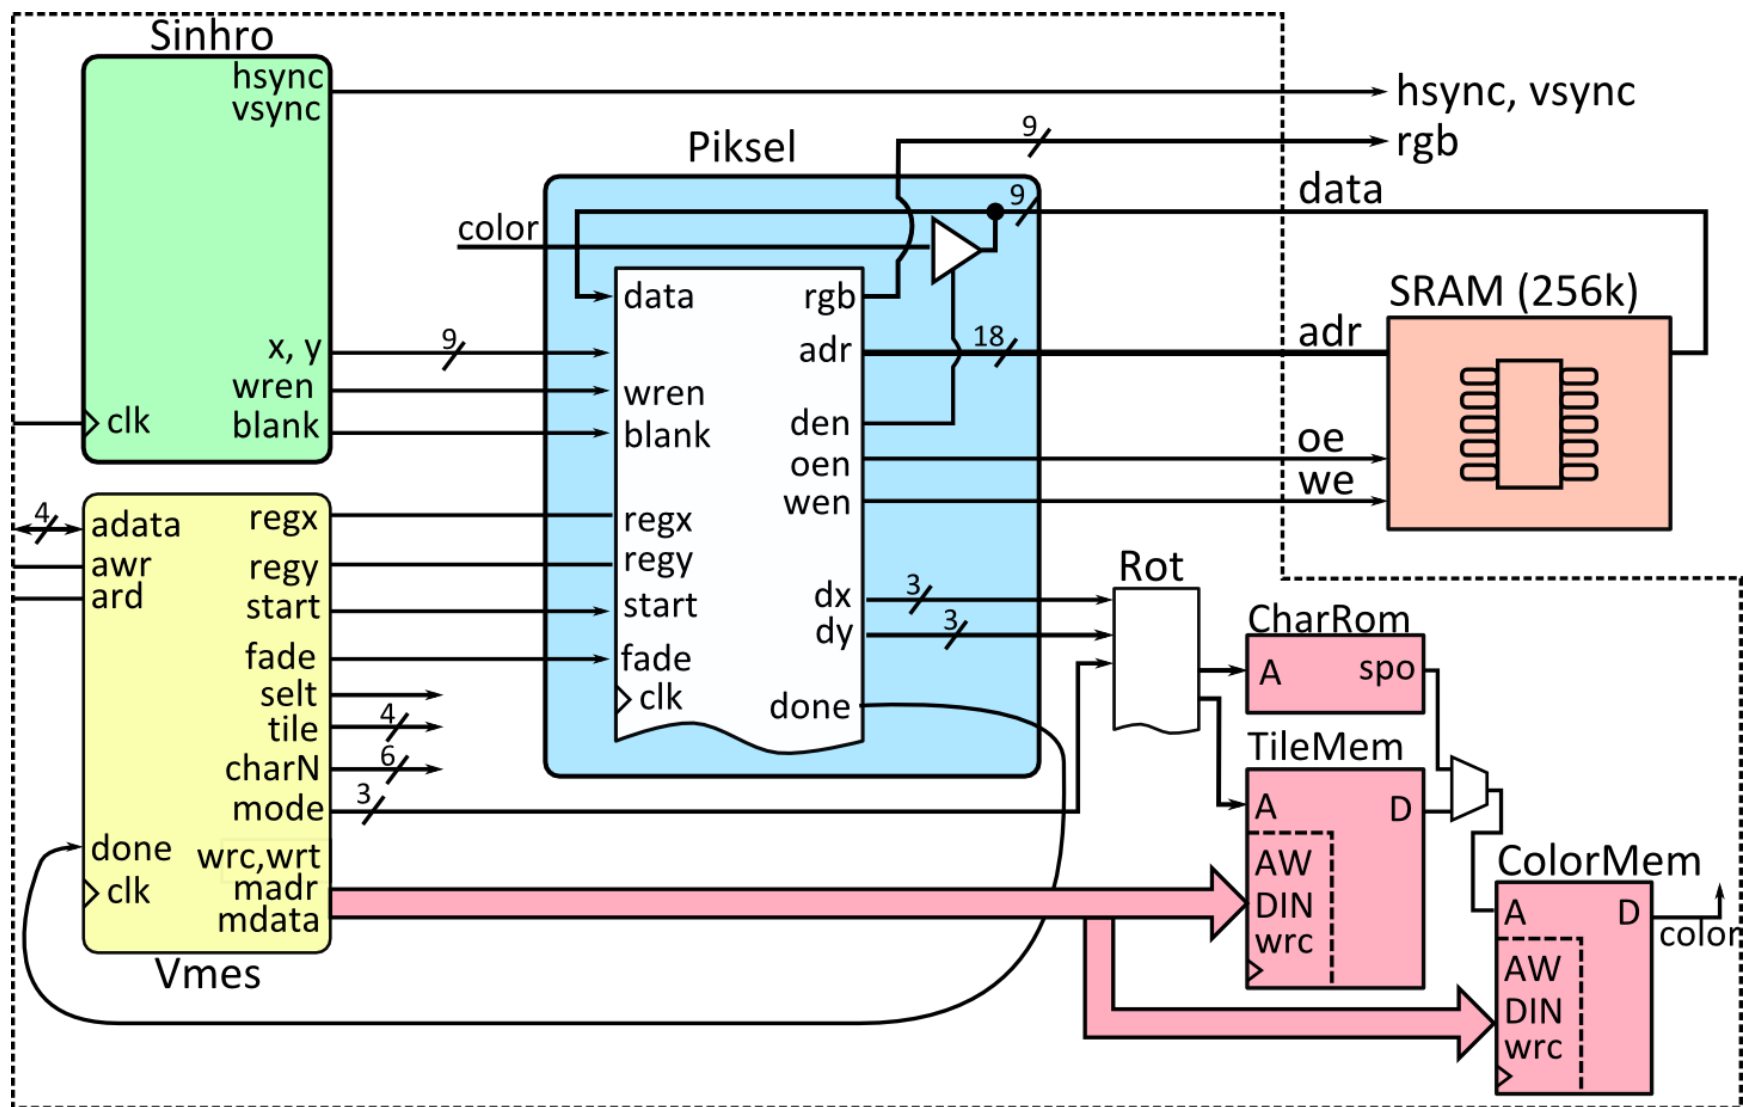 Sinhro
hsync
vsync
x, y
wren
blank
clk
9
hsync, vsync
rgb
9
data
Piksel
9
color
data
wren
blank
regx
regy
start
fade
clk
rgb
adr
den
oen
wen
dx
dy
done
18
adr
oe
we
SRAM (256k)
3
3
4
adata
awr
ard
done
clk
regx
regy
start
fade
selt
tile
charN
mode
wrc,wrt
madr
mdata
4
6
3
Vmes
Rot
CharRom
A
spo
TileMem
A
D
AW
DIN
wrc
ColorMem
A
D
AW
DIN
wrc
color